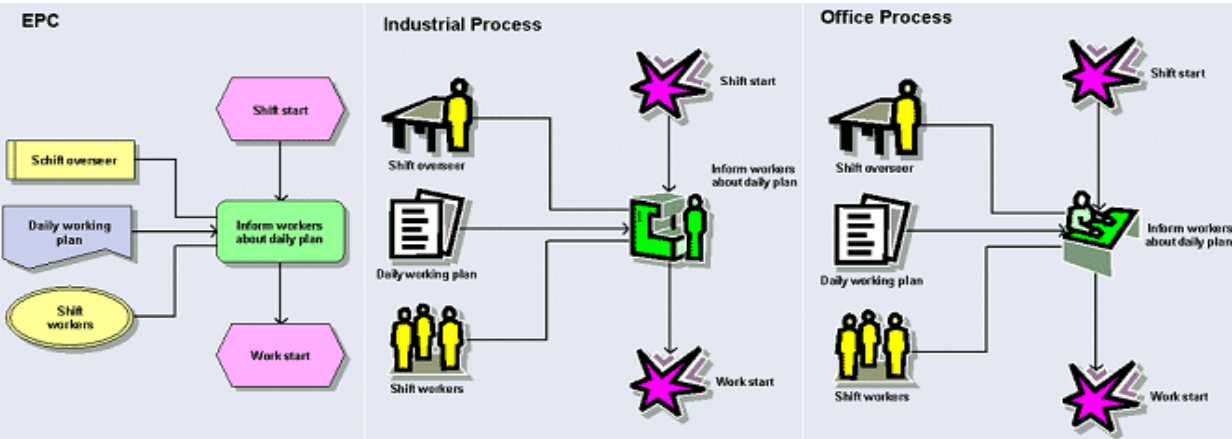 EPC
Shift start
Schift overseer
Daily working
plan
Inform workers
about daily plan
Shift
workers
Work start
Industrial Process
Shift start
Shift overseer
Inform workers
about daily plan
Daily working plan
Shift workers
Work start
Office Process
Shift start
Shift overseer
Inform workers
about daily plan
Daily working plan
Shift workers
Work start